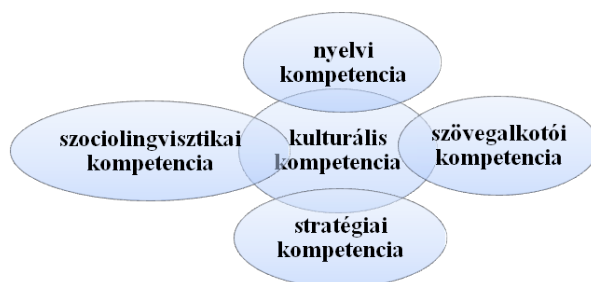 nyelvi
kompetencia
szociolingvisztikai
kompetencia
kulturális
kompetencia
szövegalkotói
kompetencia
stratégiai
kompetencia